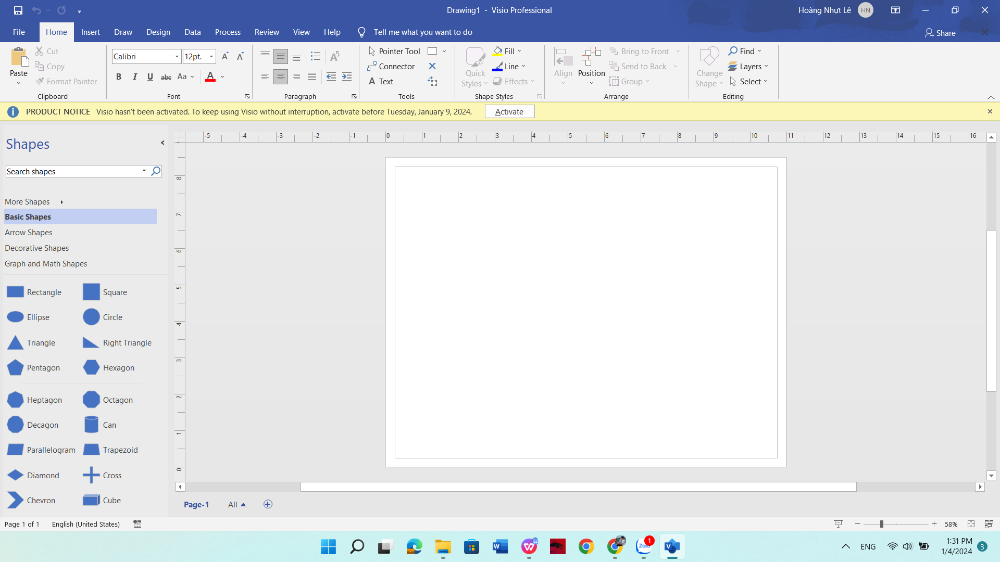 Drawing1 - Visio Professional
Hoàng Nhựt Lê HN
File Home Insert Draw Design Data Process Review View Help Tell me what you want to do Share
Paste Cut Copy Format Painter
Clipboard
Calibri 12pt. A A
B I U abc Aa A
Font
Paragraph
Pointer Tool
Connector
A Text
Tools
Quick Styles
Fill
Line
Effects
Shape Styles
Align
Position
Bring to Front
Send to Back
Group
Arrange
Change Shape
Find
Layers
Select
Editing
PRODUCT NOTICE Visio hasn't been activated. To keep using Visio without interruption, activate before Tuesday, January 9, 2024. Activate
Shapes
Search shapes
More Shapes
Basic Shapes
Arrow Shapes
Decorative Shapes
Graph and Math Shapes
Rectangle Square
Ellipse Circle
Triangle Right Triangle
Pentagon Hexagon
Heptagon Octagon
Decagon Can
Parallelogram Trapezoid
Diamond Cross
Chevron Cube
-5 -4 -3 -2 -1 0 1 2 3 4 5 6 7 8 9 10 11 12 13 14 15 16
8
7
6
5
4
3
2
1
0
Page-1 All
Page 1 of 1 English (United States) 58%
W Zalo 1 V ENG
1:31 PM
1/4/2024 3